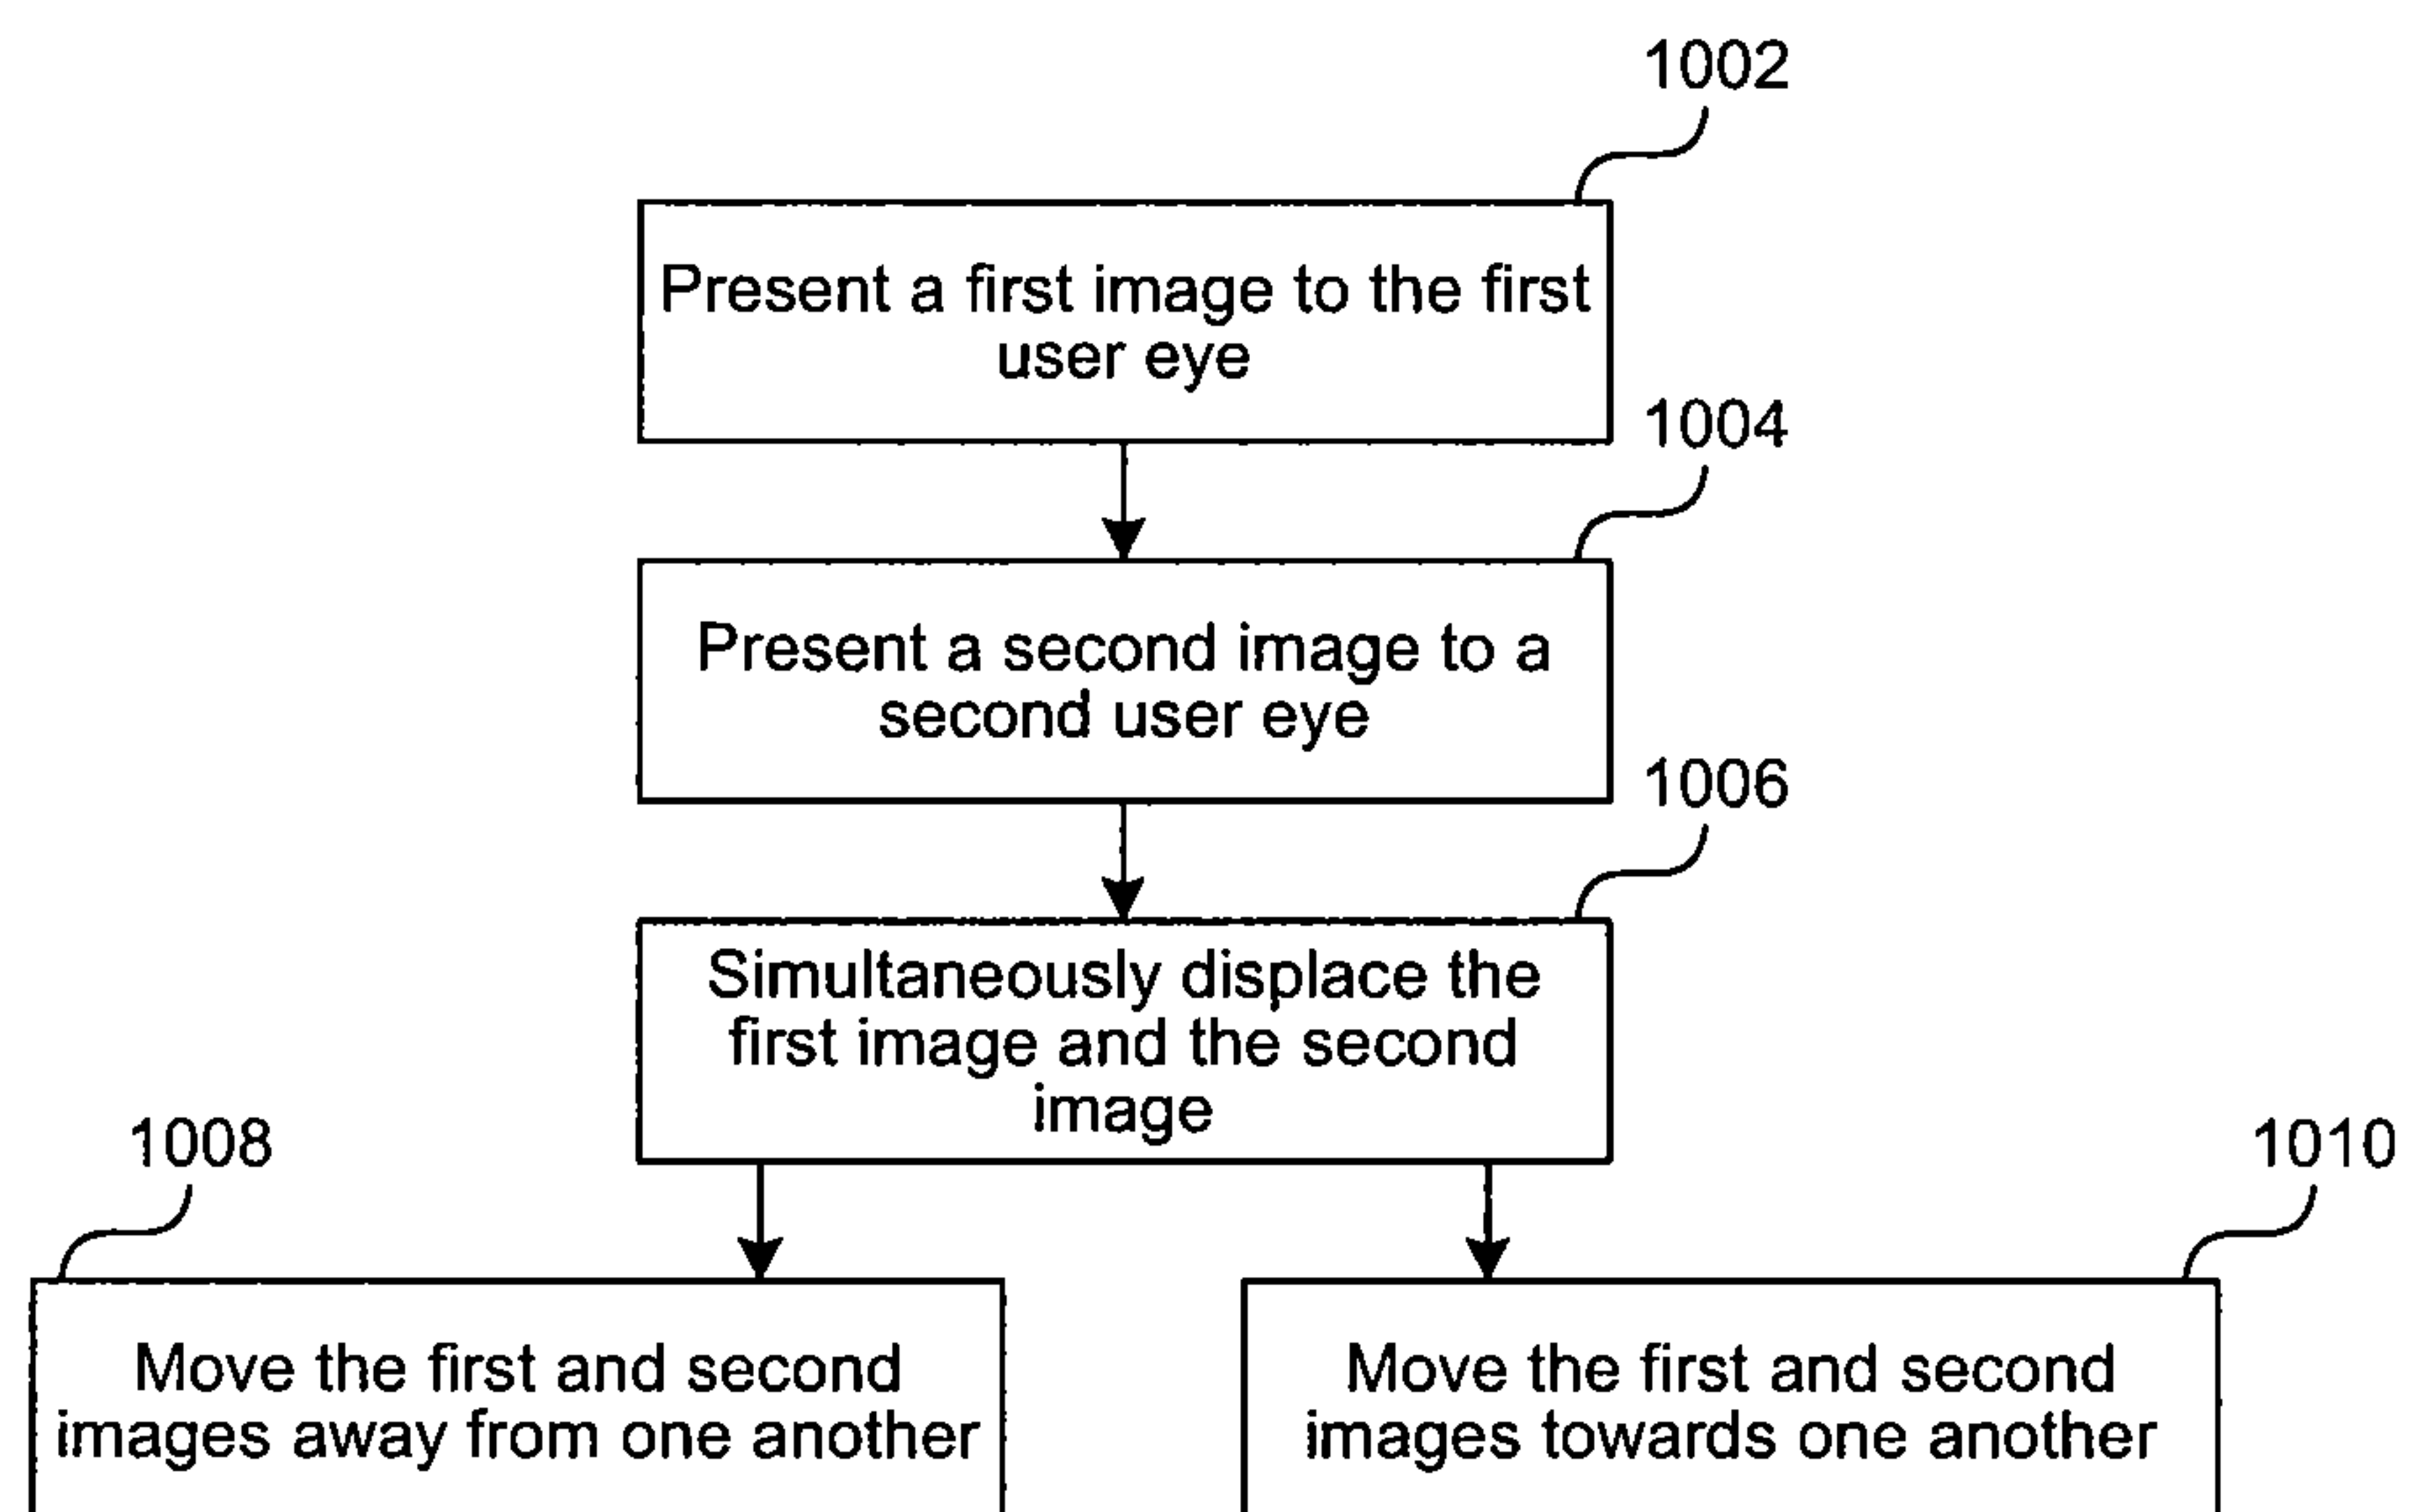 1002
Present a first image to the first
user eye
1004
Present a second image to a
second user eye
1006
Simultaneously displace the
first image and the second
image
1008
1010
Move the first and second
images away from one another
Move the first and second
images towards one another